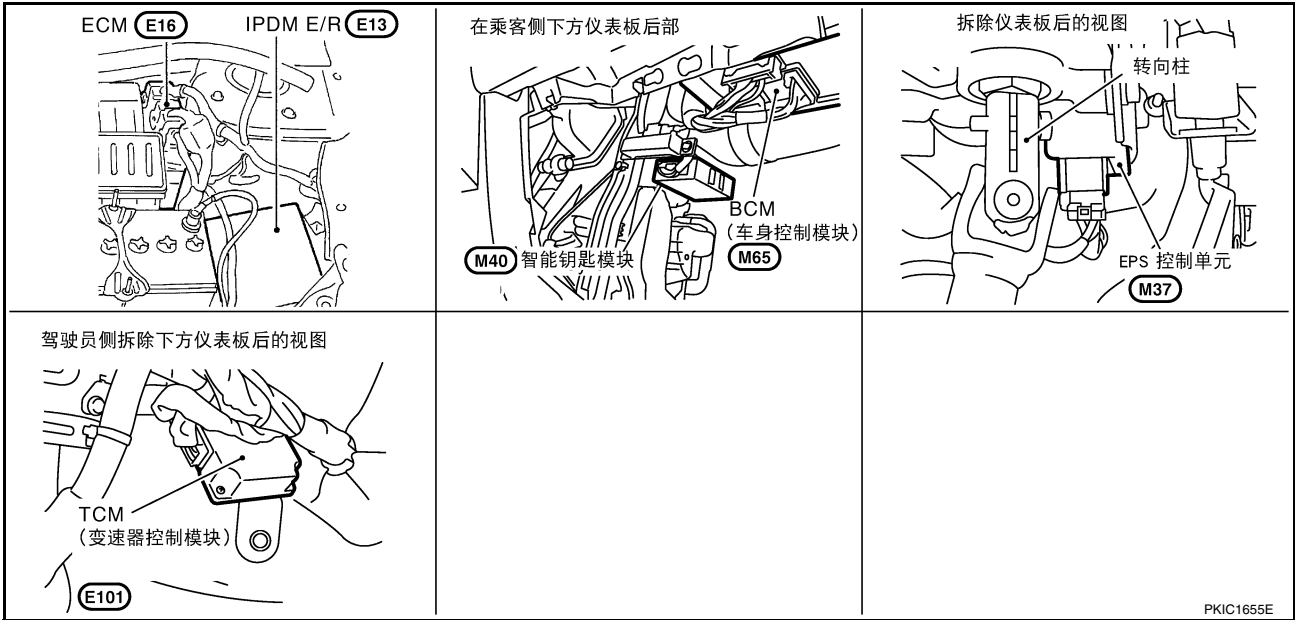 ECM E16 IPDM E/R E13
在乘客侧下方仪表板后部
BCM
（车身控制模块）
M65
M40 智能钥匙模块
拆除仪表板后的视图
转向柱
EPS 控制单元
M37
驾驶员侧拆除下方仪表板后的视图
TCM
（变速器控制模块）
E101
PKIC1655E